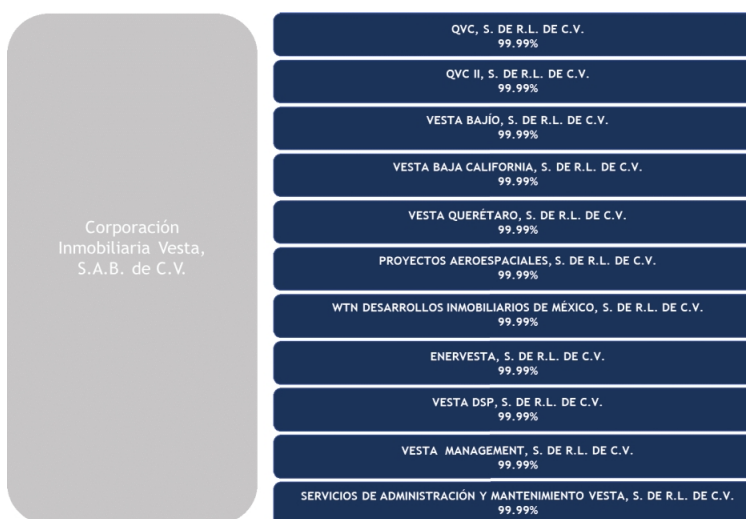 Corporación
Inmobiliaria Vesta,
S.A.B. de C.V.
QVC, S. DE R.L. DE C.V.
99.99%
QVC II, S. DE R.L. DE C.V.
99.99%
VESTA BAJÍO, S. DE R.L. DE C.V.
99.99%
VESTA BAJA CALIFORNIA, S. DE R.L. DE C.V.
99.99%
VESTA QUERÉTARO, S. DE R.L. DE C.V.
99.99%
PROYECTOS AEROESPACIALES, S. DE R.L. DE C.V.
99.99%
WTN DESARROLLOS INMOBILIARIOS DE MÉXICO, S. DE R.L. DE C.V.
99.99%
ENERVESTA, S. DE R.L. DE C.V.
99.99%
VESTA DSP, S. DE R.L. DE C.V.
99.99%
VESTA MANAGEMENT, S. DE R.L. DE C.V.
99.99%
SERVICIOS DE ADMINISTRACIÓN Y MANTENIMIENTO VESTA, S. DE R.L. DE C.V.
99.99%